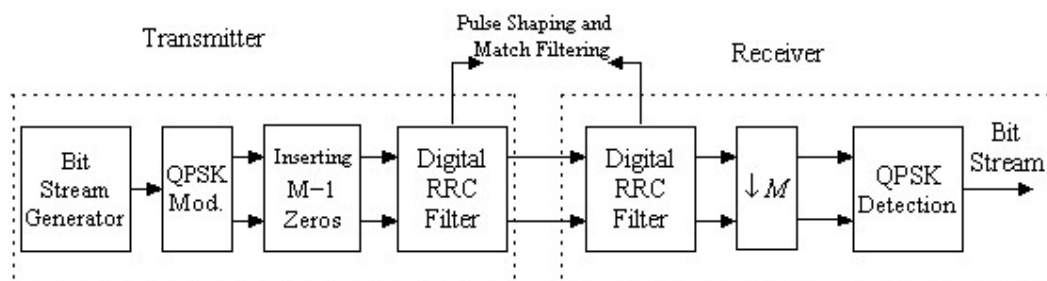 Transmitter
Pulse Shaping and
Match Filtering
Receiver
Bit
Stream
Generator
QPSK
Mod.
Inserting
M-1
Zeros
Digital
RRC
Filter
Digital
RRC
Filter
↓M
QPSK
Detection
Bit
Stream